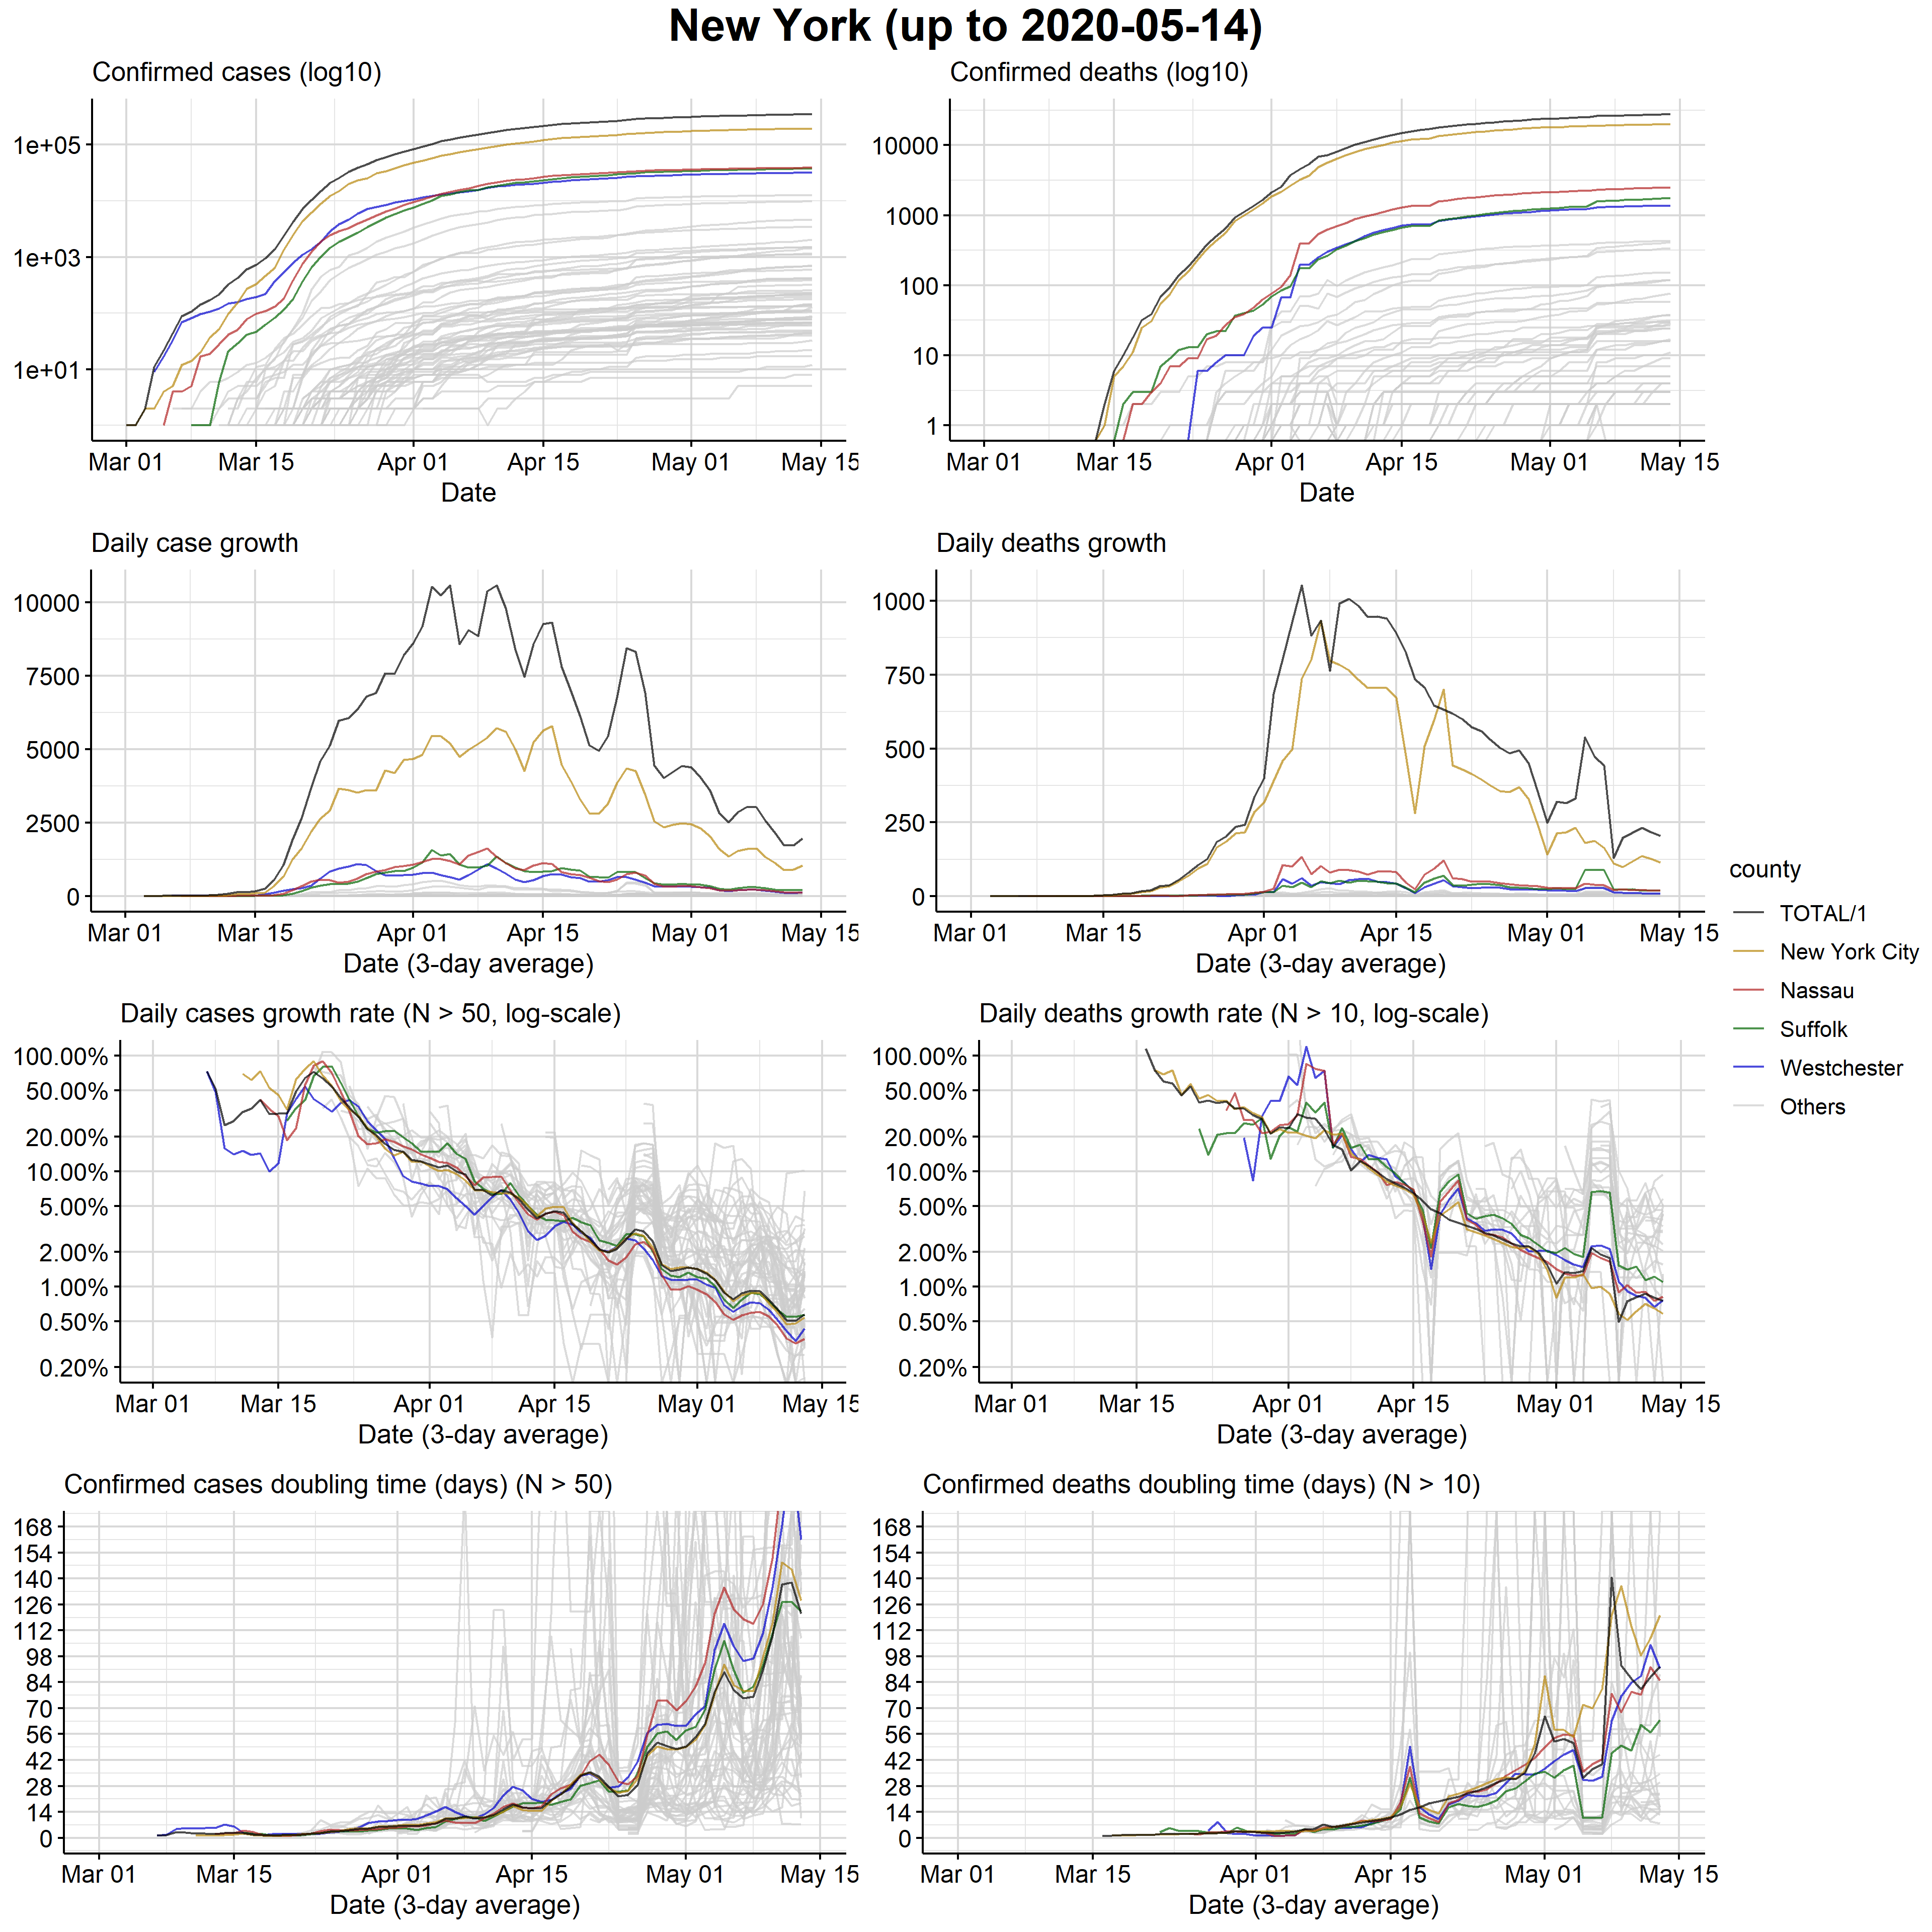 New York (up to 2020-05-14)
Confirmed cases (log10)
1e+05
1e+03
1e+01
Mar 01 Mar 15 Apr 01 Apr 15 May 01 May 15
Date
Confirmed deaths (log10)
10000
1000
100
10
1
Mar 01 Mar 15 Apr 01 Apr 15 May 01 May 15
Date
Daily case growth
10000
7500
5000
2500
0
Mar 01 Mar 15 Apr 01 Apr 15 May 01 May 15
Date (3-day average)
Daily deaths growth
1000
750
500
250
0
Mar 01 Mar 15 Apr 01 Apr 15 May 01 May 15
Date (3-day average)
Daily cases growth rate (N > 50, log-scale)
100.00%
50.00%
20.00%
10.00%
5.00%
2.00%
1.00%
0.50%
0.20%
Mar 01 Mar 15 Apr 01 Apr 15 May 01 May 15
Date (3-day average)
Daily deaths growth rate (N > 10, log-scale)
100.00%
50.00%
20.00%
10.00%
5.00%
2.00%
1.00%
0.50%
0.20%
Mar 01 Mar 15 Apr 01 Apr 15 May 01 May 15
Date (3-day average)
Confirmed cases doubling time (days) (N > 50)
168
154
140
126
112
98
84
70
56
42
28
14
0
Mar 01 Mar 15 Apr 01 Apr 15 May 01 May 15
Date (3-day average)
Confirmed deaths doubling time (days) (N > 10)
168
154
140
126
112
98
84
70
56
42
28
14
0
Mar 01 Mar 15 Apr 01 Apr 15 May 01 May 15
Date (3-day average)
county
TOTAL/1
New York City
Nassau
Suffolk
Westchester
Others